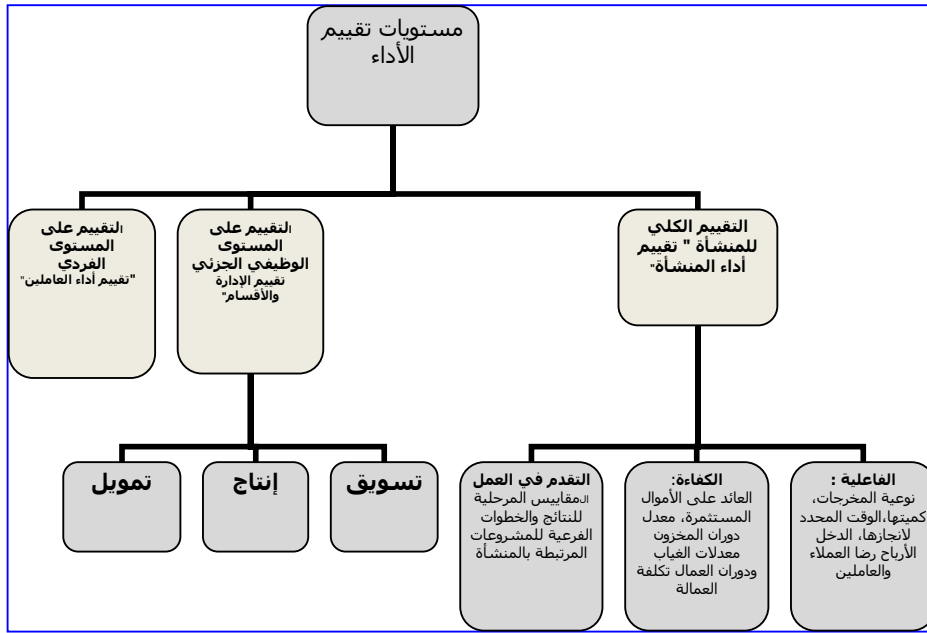 مستويات تقييم
الأداء
التقييم الكلي
للمنشأة " تقييم
أداء المنشأة"
التقييم على
المستوى
الوظيفي الجزئي
تقييم الإدارة
والأقسام"
التقييم على
المستوى
الفردي
"تقييم أداء العاملين"
الفاعلية :
نوعية المخرجات،
كميتها،الوقت المحدد
لانجازها، الدخل
الأرباح رضا العملاء
والعاملين
الكفاءة:
العائد على الأموال
المستثمرة، معدل
دوران المخزون
معدلات الغياب
ودوران العمال تكلفة
العمالة
التقدم في العمل
المقاييس المرحلية
للنتائج والخطوات
الفرعية للمشروعات
المرتبطة بالمنشأة
تسويق
إنتاج
تمويل